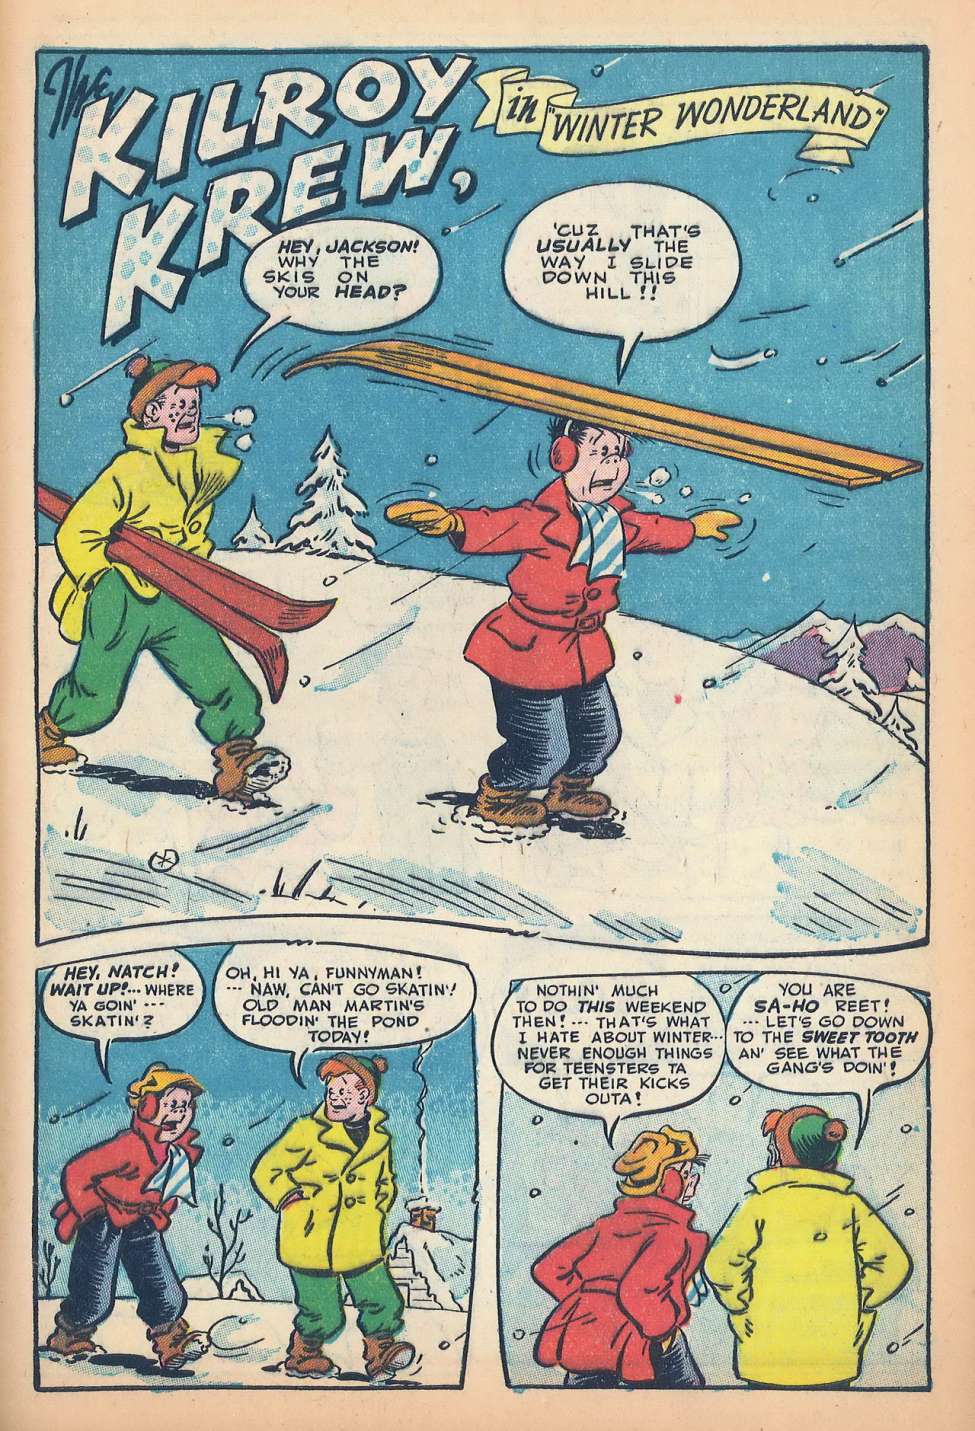 The
KILROY
KREW,
in "WINTER WONDERLAND"
HEY, JACKSON!
WHY THE
SKIS ON
YOUR HEAD?
'CUZ THAT'S
USUALLY THE
WAY I SLIDE
DOWN THIS
HILL!!
HEY, NATCH!
WAIT UP!... WHERE
YA GOIN' ---
SKATIN'?
OH, HI YA, FUNNYMAN!
--- NAW, CAN'T GO SKATIN'!
OLD MAN MARTIN'S
FLOODIN' THE POND
TODAY!
NOTHIN' MUCH
TO DO THIS WEEKEND
THEN! --- THAT'S WHAT
I HATE ABOUT WINTER...
NEVER ENOUGH THINGS
FOR TEENSTERS TA
GET THEIR KICKS
OUTA!
YOU ARE
SA-HO REET!
--- LET'S GO DOWN
TO THE SWEET TOOTH
AN' SEE WHAT THE
GANG'S DOIN'!